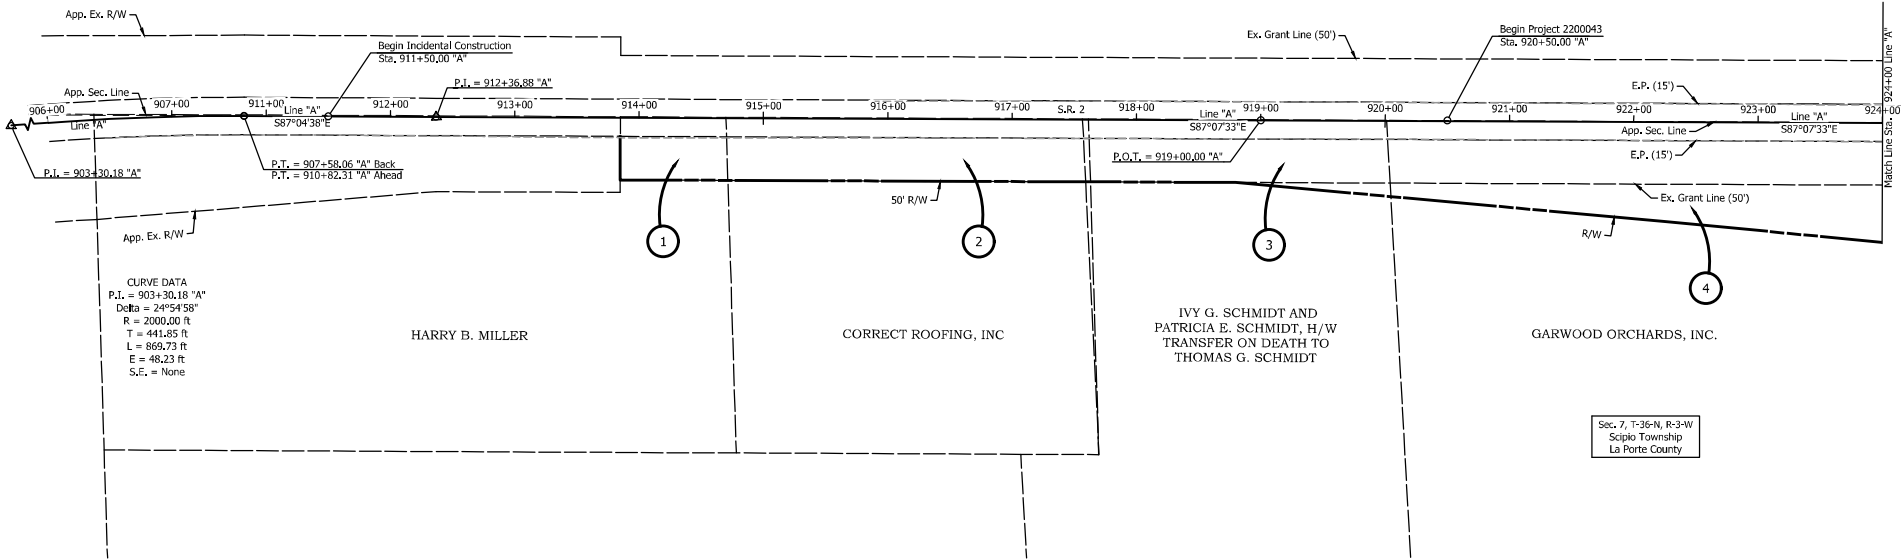 App. Ex. R/W
Begin Incidental Construction
Sta. 911+50.00 "A"
Ex. Grant Line (50')
Begin Project 2200043
Sta. 920+50.00 "A"
Match Line Sta. 924+00 Line "A"
P.I. = 912+36.88 "A"
App. Sec. Line
E.P. (15')
906+00
907+00
911+00
912+00
913+00
914+00
915+00
916+00
917+00
918+00
919+00
920+00
921+00
922+00
923+00
924+00
Line "A"
Line "A"
S87°04'38"E
S.R. 2
Line "A"
S87°07'33"E
App. Sec. Line
Line "A"
S87°07'33"E
P.I. = 903+30.18 "A"
P.T. = 907+58.06 "A" Back
P.T. = 910+82.31 "A" Ahead
P.O.T. = 919+00.00 "A"
E.P. (15')
50' R/W
Ex. Grant Line (50')
App. Ex. R/W
R/W
1
2
3
4
CURVE DATA
P.I. = 903+30.18 "A"
Delta = 24°54'58"
R = 2000.00 ft
T = 441.85 ft
L = 869.73 ft
E = 48.23 ft
S.E. = None
HARRY B. MILLER
CORRECT ROOFING, INC
IVY G. SCHMIDT AND
PATRICIA E. SCHMIDT, H/W
TRANSFER ON DEATH TO
THOMAS G. SCHMIDT
GARWOOD ORCHARDS, INC.
Sec. 7, T-36-N, R-3-W
Scipio Township
La Porte County